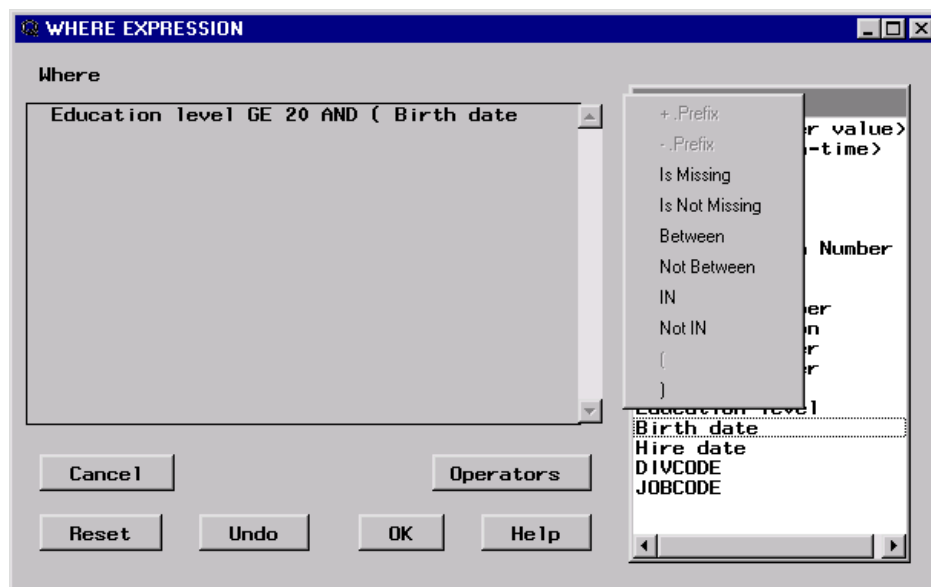 WHERE EXPRESSION
Where
Education level GE 20 AND ( Birth date
+ .Prefix
- .Prefix
Is Missing
Is Not Missing
Between
Not Between
IN
Not IN
(
)
value>
-time>
Number
Education level
Birth date
Hire date
DIVCODE
JOBCODE
Cancel
Operators
Reset
Undo
OK
Help